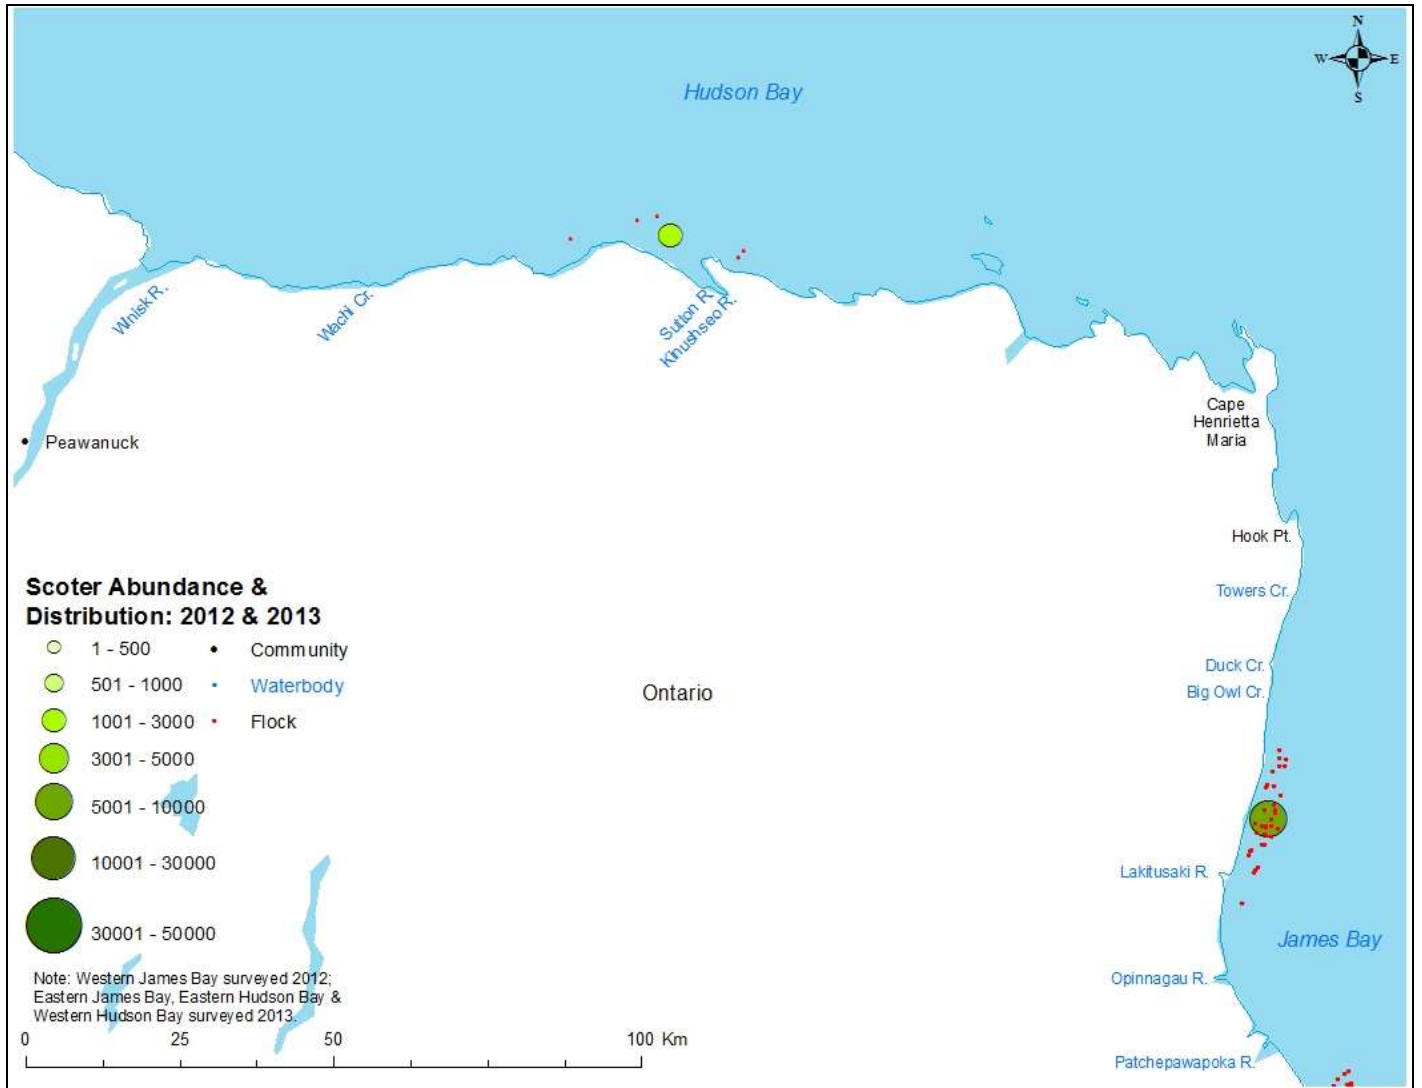 N
W E
S
Hudson Bay
Winisk R.
Wachi Cr.
Sutton R.
Kinushseo R.
Cape
Henrietta
Maria
Peawanuck
Hook Pt.
Towers Cr.
Duck Cr.
Big Owl Cr.
Ontario
Lakitusaki R.
James Bay
Opinnagau R.
Patchepawapoka R.
Scoter Abundance &
Distribution: 2012 & 2013
1 - 500
501 - 1000
1001 - 3000
3001 - 5000
5001 - 10000
10001 - 30000
30001 - 50000
Community
Waterbody
Flock
Note: Western James Bay surveyed 2012;
Eastern James Bay, Eastern Hudson Bay &
Western Hudson Bay surveyed 2013.
0 25 50 100 Km